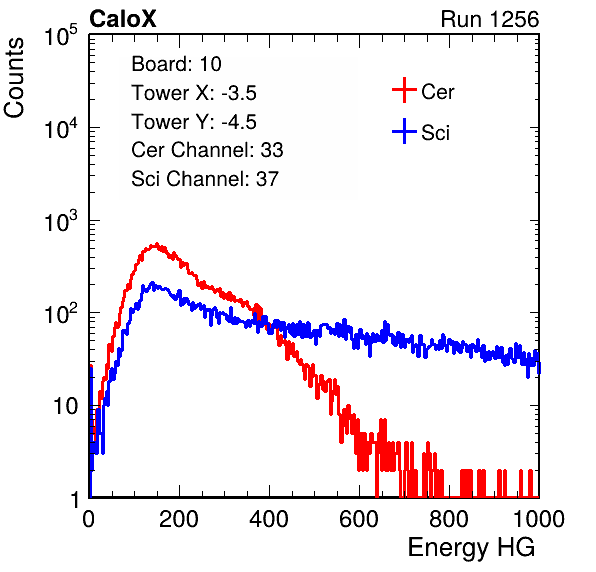 CaloX Run 1256
Counts
10^5
10^4
10^3
10^2
10
1
Board: 10
Tower X: -3.5
Tower Y: -4.5
Cer Channel: 33
Sci Channel: 37
Cer
Sci
0 200 400 600 800 1000
Energy HG